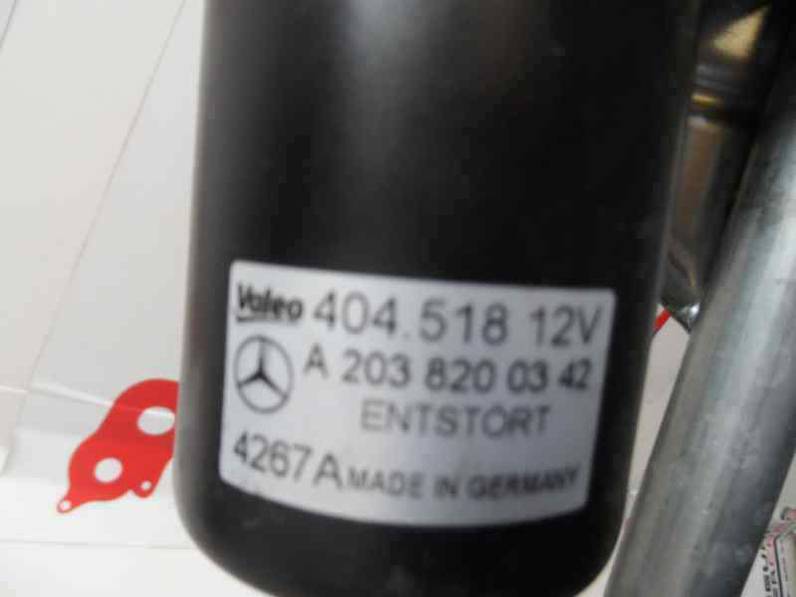 Valeo 404.518 12V
A 203 820 03 42
ENTSTÖRT
4267A MADE IN GERMANY